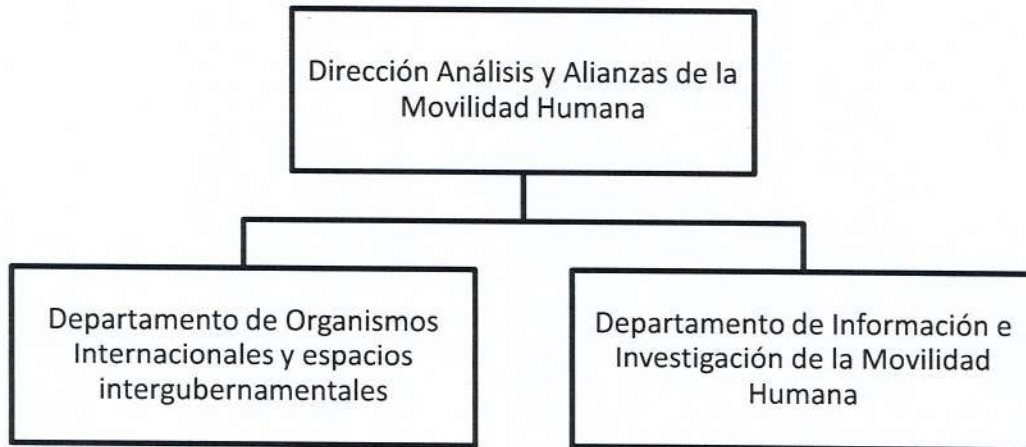 Dirección Análisis y Alianzas de la
Movilidad Humana
Departamento de Organismos
Internacionales y espacios
intergubernamentales
Departamento de Información e
Investigación de la Movilidad
Humana